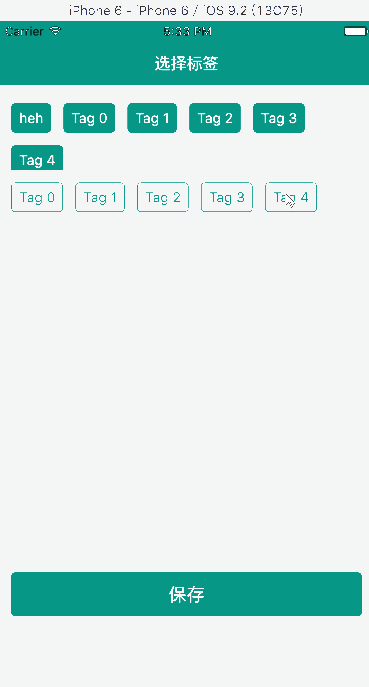 iPhone 6 - iPhone 6 / iOS 9.2 (13C75)
Carrier 5:33 PM
选择标签
heh Tag 0 Tag 1 Tag 2 Tag 3
Tag 4
Tag 0 Tag 1 Tag 2 Tag 3 Tag 4
保存